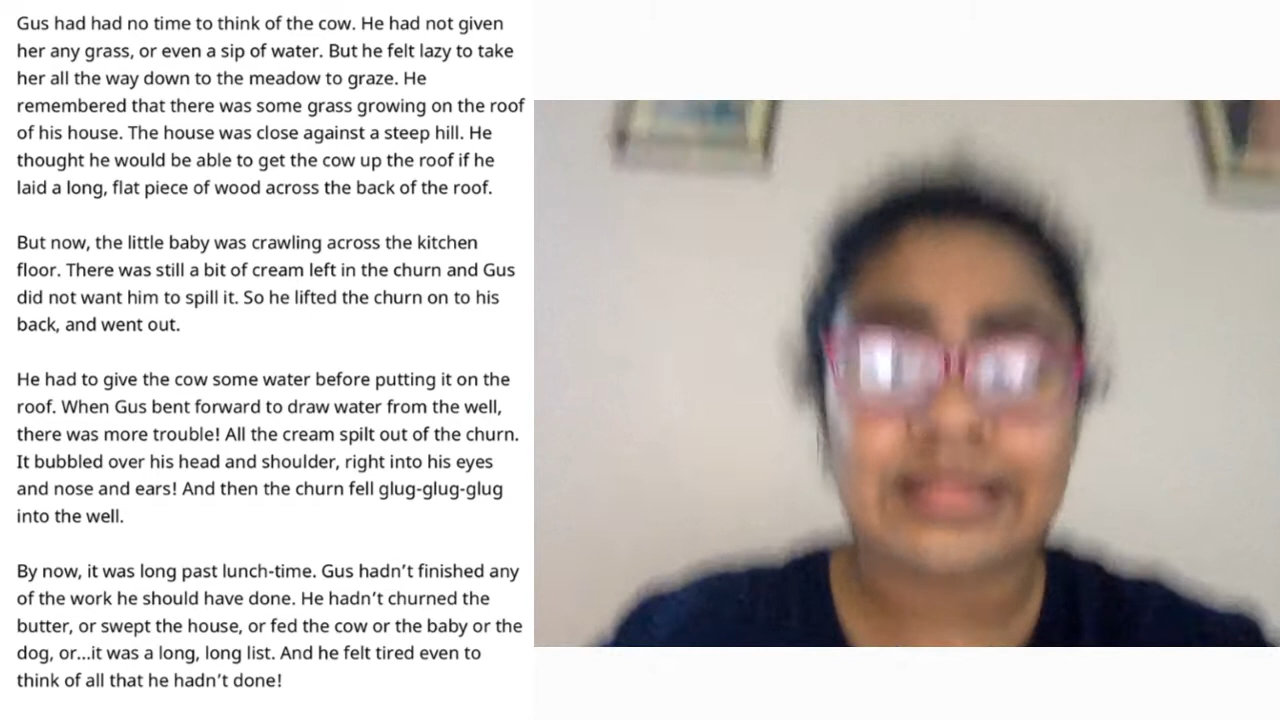 Gus had had no time to think of the cow. He had not given
her any grass, or even a sip of water. But he felt lazy to take
her all the way down to the meadow to graze. He
remembered that there was some grass growing on the roof
of his house. The house was close against a steep hill. He
thought he would be able to get the cow up the roof if he
laid a long, flat piece of wood across the back of the roof.
But now, the little baby was crawling across the kitchen
floor. There was still a bit of cream left in the churn and Gus
did not want him to spill it. So he lifted the churn on to his
back, and went out.
He had to give the cow some water before putting it on the
roof. When Gus bent forward to draw water from the well,
there was more trouble! All the cream spilt out of the churn.
It bubbled over his head and shoulder, right into his eyes
and nose and ears! And then the churn fell glug-glug-glug
into the well.
By now, it was long past lunch-time. Gus hadn’t finished any
of the work he should have done. He hadn’t churned the
butter, or swept the house, or fed the cow or the baby or the
dog, or...it was a long, long list. And he felt tired even to
think of all that he hadn’t done!